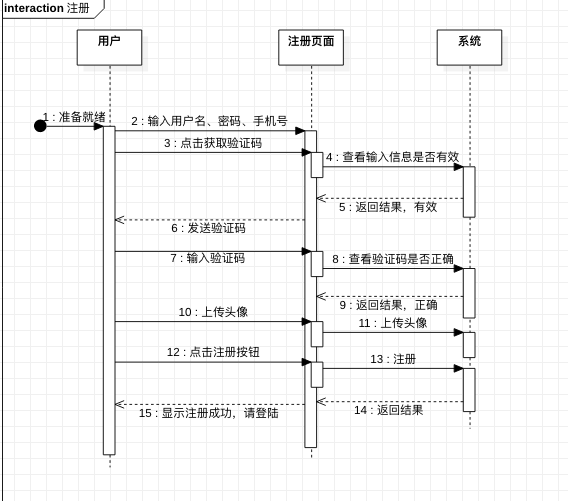 interaction 注册
用户
注册页面
系统
1 : 准备就绪
2 : 输入用户名、密码、手机号
3 : 点击获取验证码
4 : 查看输入信息是否有效
5 : 返回结果，有效
6 : 发送验证码
7 : 输入验证码
8 : 查看验证码是否正确
9 : 返回结果，正确
10 : 上传头像
11 : 上传头像
12 : 点击注册按钮
13 : 注册
14 : 返回结果
15 : 显示注册成功，请登陆